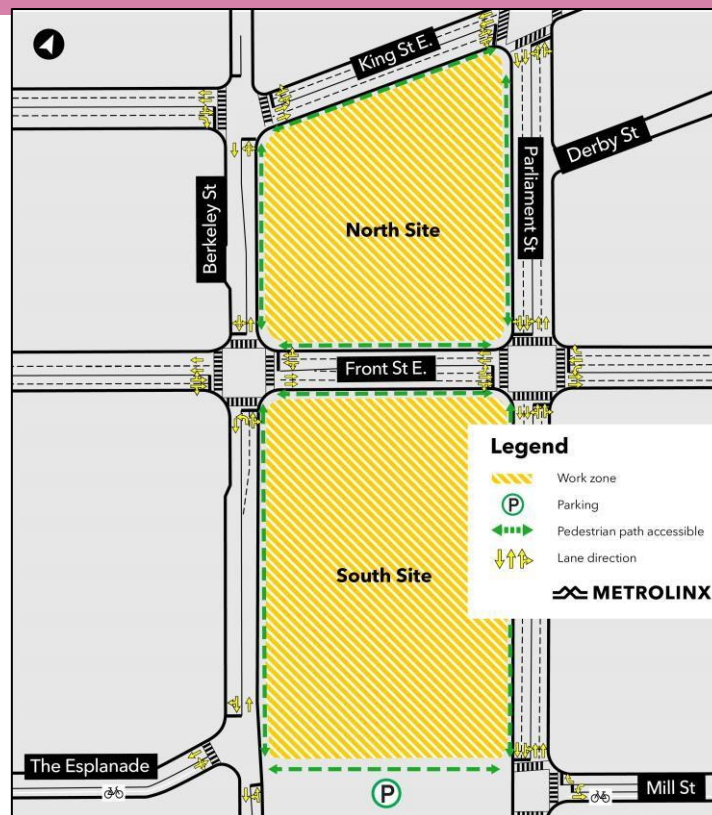 King St E.
Derby St
Parliament St
Berkeley St
North Site
Front St E.
Legend
Work zone
P
Parking
Pedestrian path accessible
Lane direction
METROLINX
South Site
The Esplanade
P
Mill St